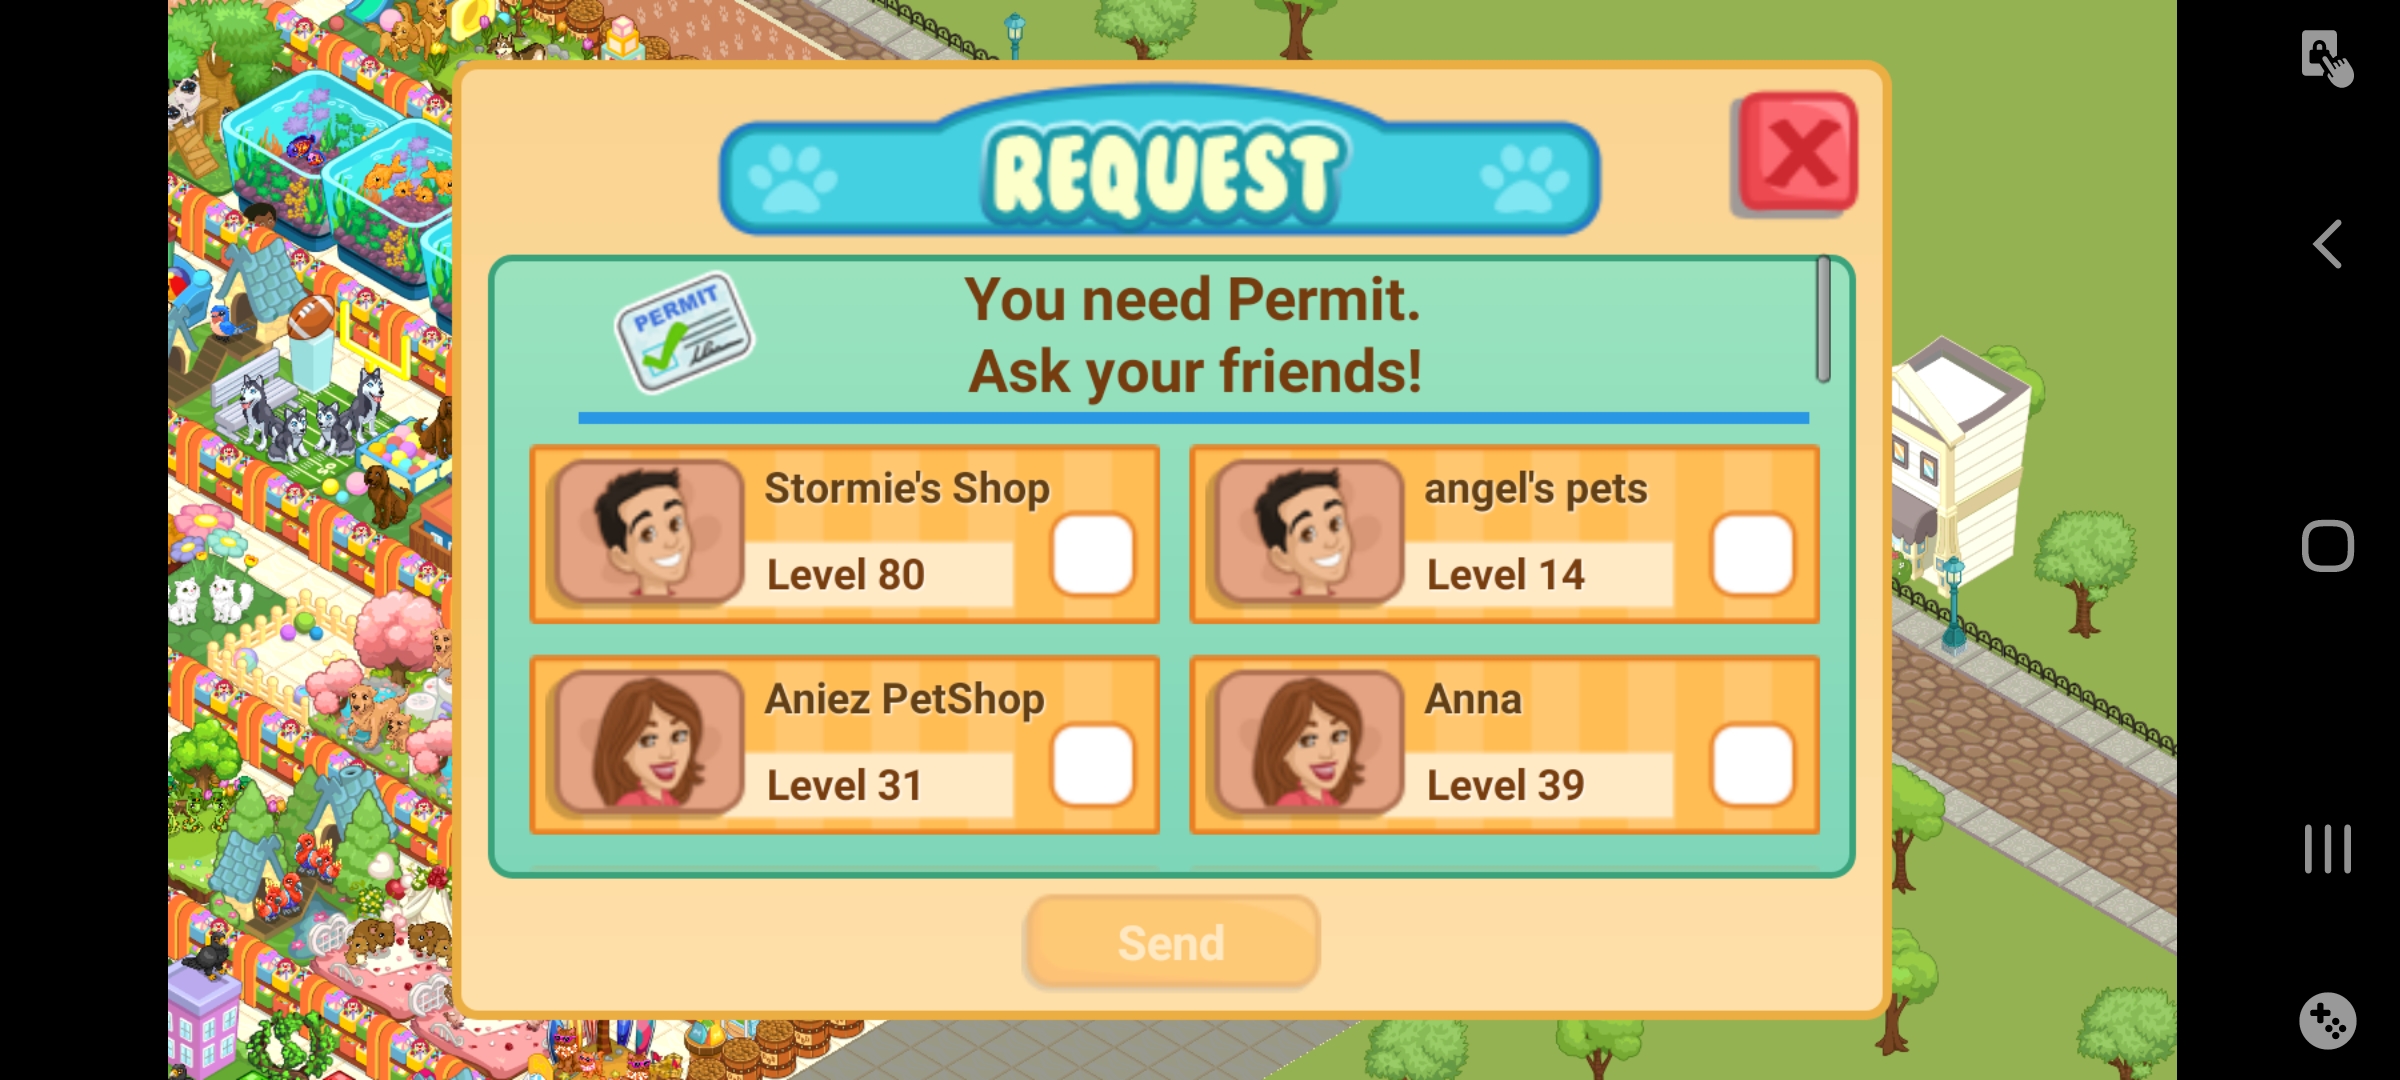 REQUEST
PERMIT
You need Permit.
Ask your friends!
Stormie's Shop
Level 80
angel's pets
Level 14
Aniez PetShop
Level 31
Anna
Level 39
Send